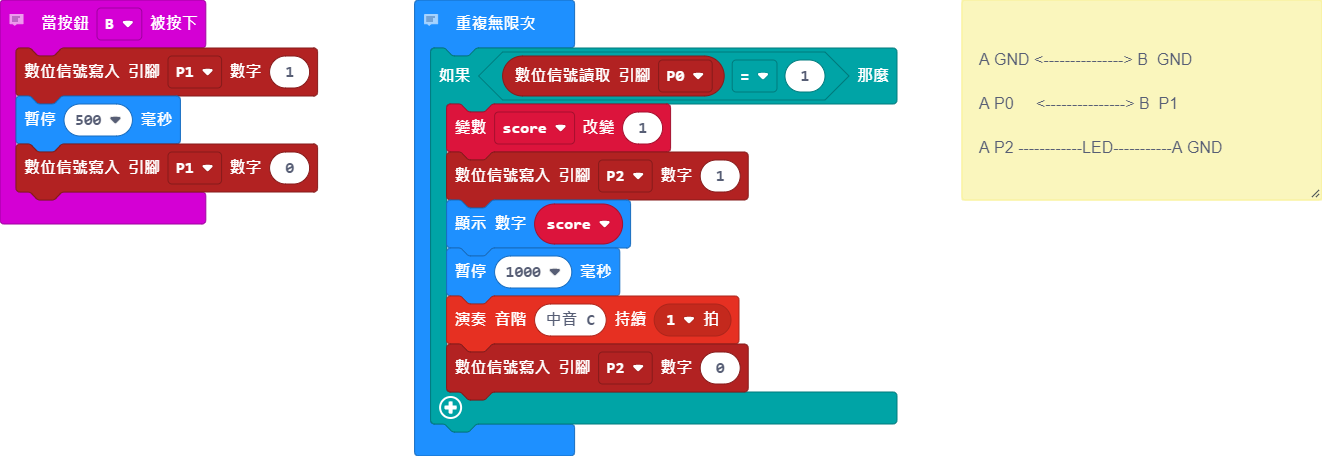 當按鈕 B 被按下
數位信號寫入 引腳 P1 數字 1
暫停 500 毫秒
數位信號寫入 引腳 P1 數字 0
重複無限次
如果 數位信號讀取 引腳 P0 = 1 那麼
變數 score 改變 1
數位信號寫入 引腳 P2 數字 1
顯示 數字 score
暫停 1000 毫秒
演奏 音階 中音 C 持續 1 拍
數位信號寫入 引腳 P2 數字 0
A GND <---------------> B  GND
A P0     <---------------> B  P1
A P2 ------------LED-----------A GND